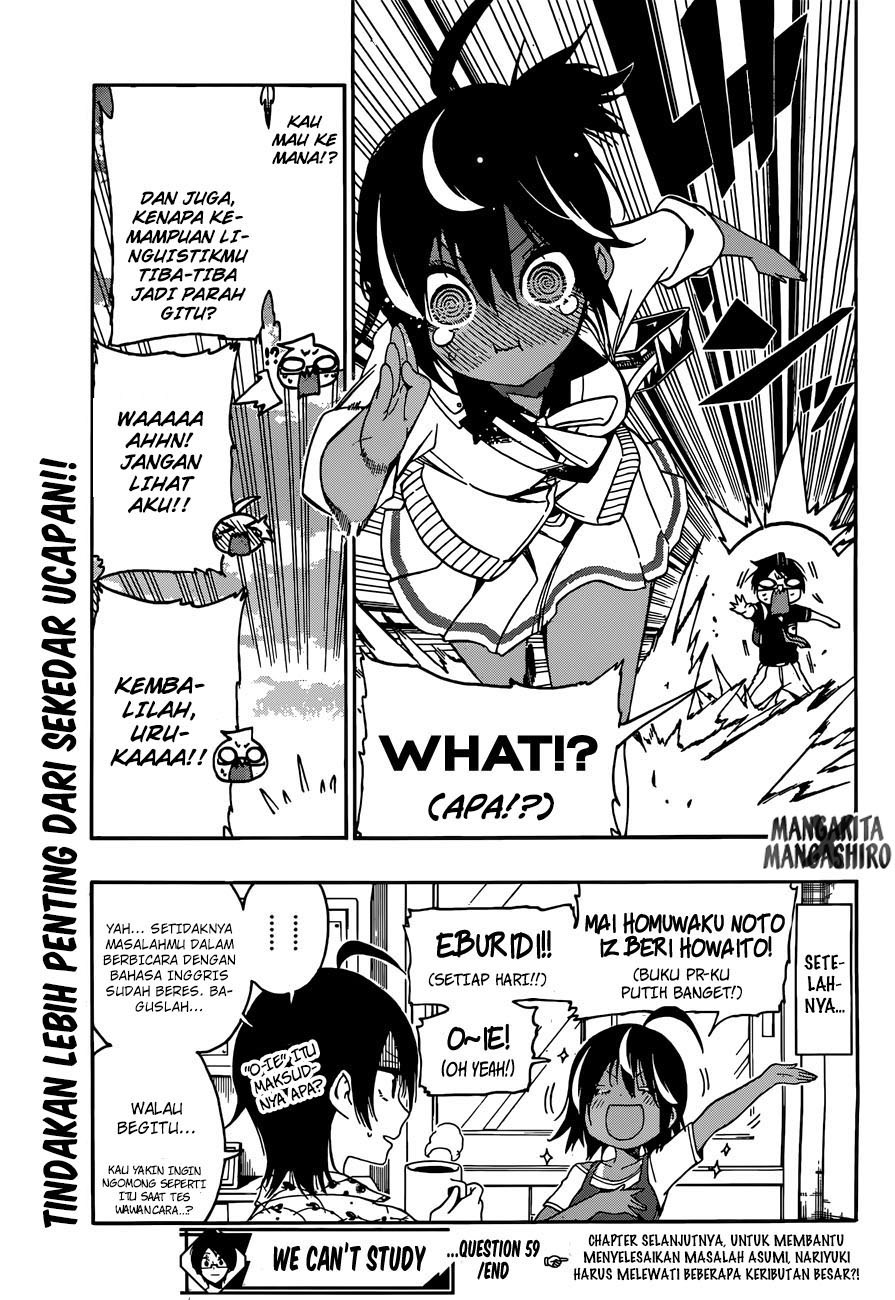 WHAT!?
(APA!?)
KAU
MAU KE
MANA!?
DAN JUGA,
KENAPA KE-
MAMPUAN LI-
NGUISTIKMU
TIBA-TIBA
JADI PARAH
GITU?
!?
WAAAAA
AHHN!
JANGAN
LIHAT
AKU!!
KEMBA-
LILAH,
URU-
KAAAA!!
TINDAKAN LEBIH PENTING DARI SEKEDAR UCAPAN!!
MANGARITA
MANGASHIRO
SETE-
LAH-
NYA...
MAI HOMUWAKU NOTO
IZ BERI HOWAITO!
(BUKU PR-KU
PUTIH BANGET!)
EBURIDI!!
(SETIAP HARI!!)
O~IE!
(OH YEAH!)
"O-IE" ITU
MAKSUD-
NYA APA?
YAH... SETIDAKNYA
MASALAHMU DALAM
BERBICARA DENGAN
BAHASA INGGRIS
SUDAH BERES. BA-
GUSLAH...
WALAU
BEGITU...
KAU YAKIN INGIN
NGOMONG SEPERTI
ITU SAAT TES
WAWANCARA..?
WE CAN'T STUDY
...QUESTION 59
/END
CHAPTER SELANJUTNYA, UNTUK MEMBANTU
MENYELESAIKAN MASALAH ASUMI, NARIYUKI
HARUS MELEWATI BEBERAPA KERIBUTAN BESAR?!